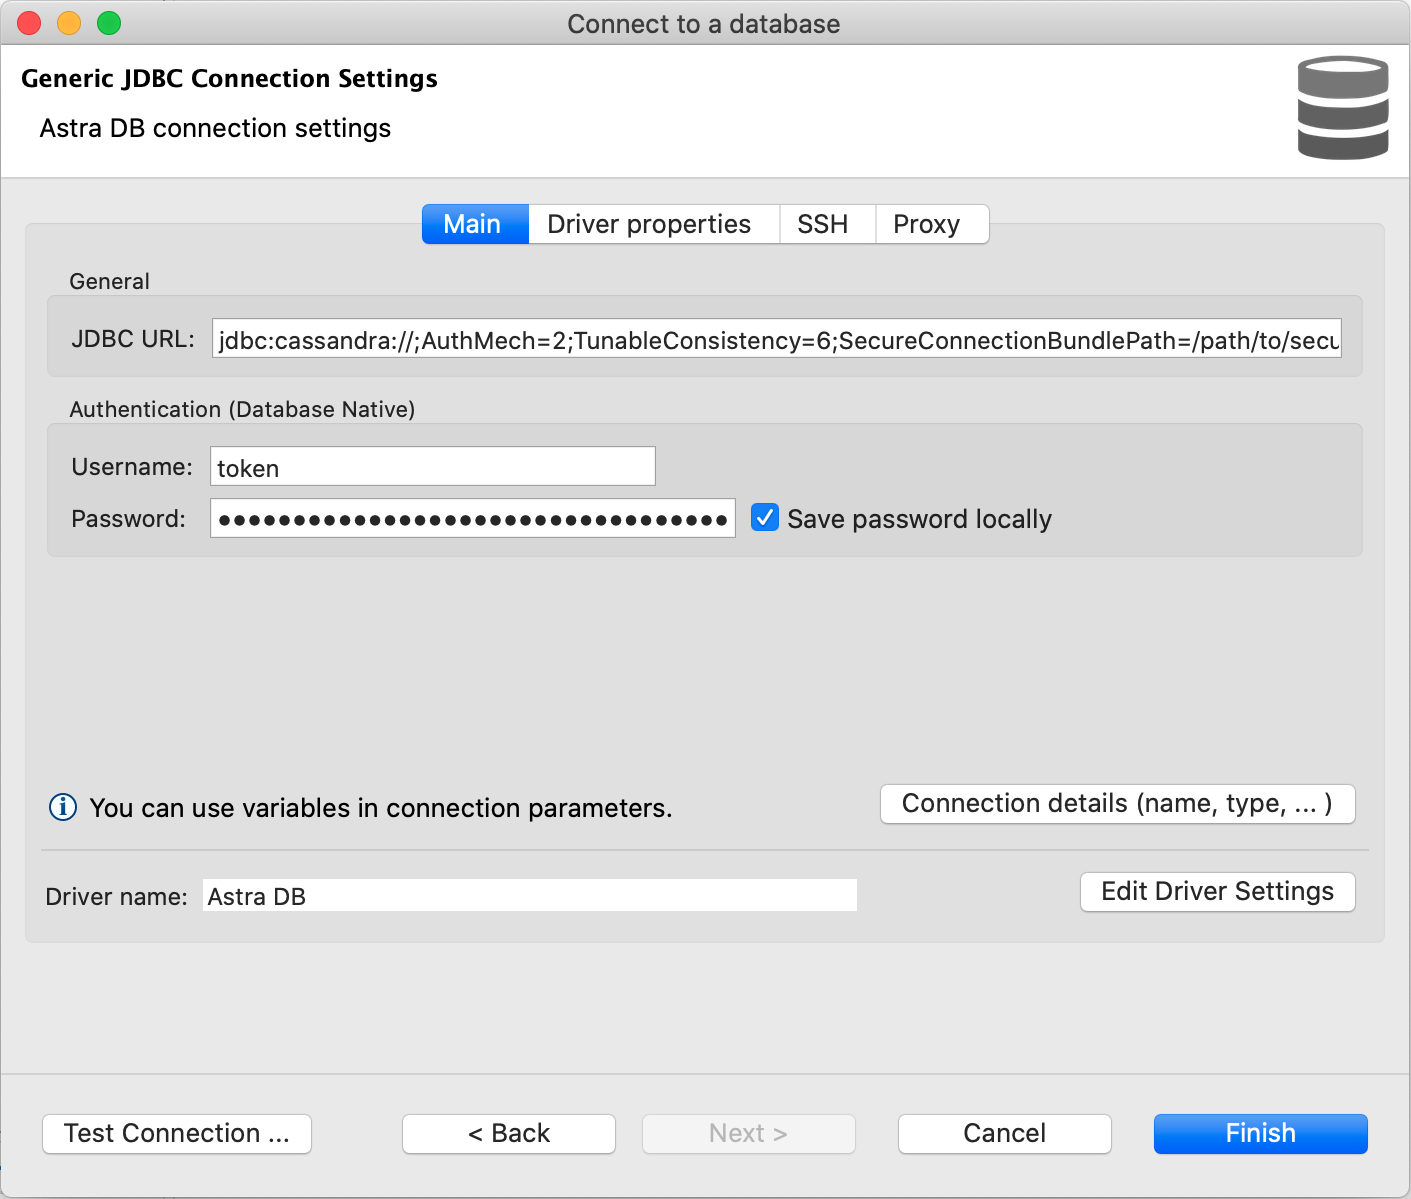 Connect to a database
Generic JDBC Connection Settings
Astra DB connection settings
Main Driver properties SSH Proxy
General
JDBC URL: jdbc:cassandra://;AuthMech=2;TunableConsistency=6;SecureConnectionBundlePath=/path/to/secu
Authentication (Database Native)
Username: token
Password: ●●●●●●●●●●●●●●●●●●●●●●●●●●●●●●●●●● Save password locally
You can use variables in connection parameters. Connection details (name, type, ... )
Driver name: Astra DB Edit Driver Settings
Test Connection ... < Back Next > Cancel Finish